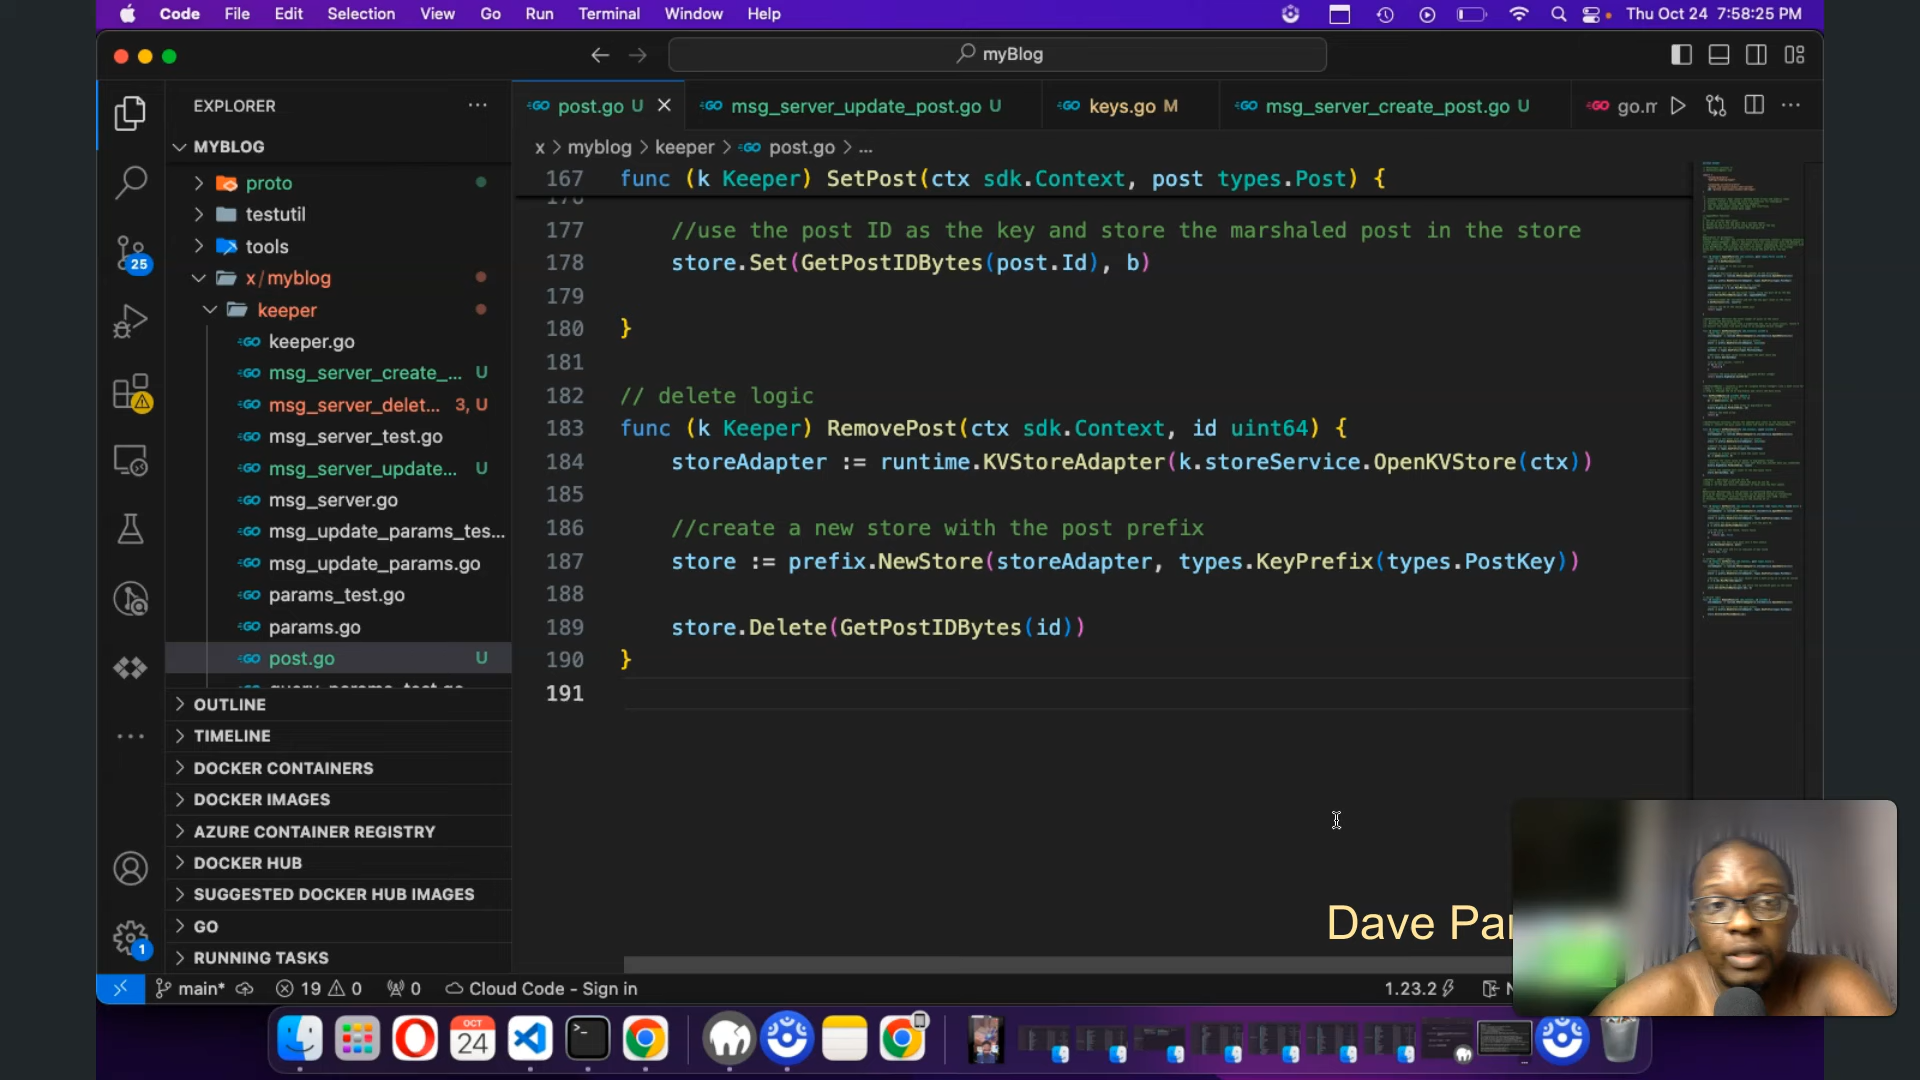 Code File Edit Selection View Go Run Terminal Window Help
Thu Oct 24 7:58:25 PM
myBlog
EXPLORER
MYBLOG
proto
testutil
tools
x / myblog
keeper
keeper.go
msg_server_create_... U
msg_server_delet... 3, U
msg_server_test.go
msg_server_update... U
msg_server.go
msg_update_params_tes...
msg_update_params.go
params_test.go
params.go
post.go U
OUTLINE
TIMELINE
DOCKER CONTAINERS
DOCKER IMAGES
AZURE CONTAINER REGISTRY
DOCKER HUB
SUGGESTED DOCKER HUB IMAGES
GO
RUNNING TASKS
25
1
post.go U
msg_server_update_post.go U
keys.go M
msg_server_create_post.go U
go.m
x > myblog > keeper > post.go > ...
167 func (k Keeper) SetPost(ctx sdk.Context, post types.Post) {
177 //use the post ID as the key and store the marshaled post in the store
178 store.Set(GetPostIDBytes(post.Id), b)
179
180 }
181
182 // delete logic
183 func (k Keeper) RemovePost(ctx sdk.Context, id uint64) {
184 storeAdapter := runtime.KVStoreAdapter(k.storeService.OpenKVStore(ctx))
185
186 //create a new store with the post prefix
187 store := prefix.NewStore(storeAdapter, types.KeyPrefix(types.PostKey))
188
189 store.Delete(GetPostIDBytes(id))
190 }
191
Dave Par
main* 19 0 0 Cloud Code - Sign in
1.23.2
OCT
24